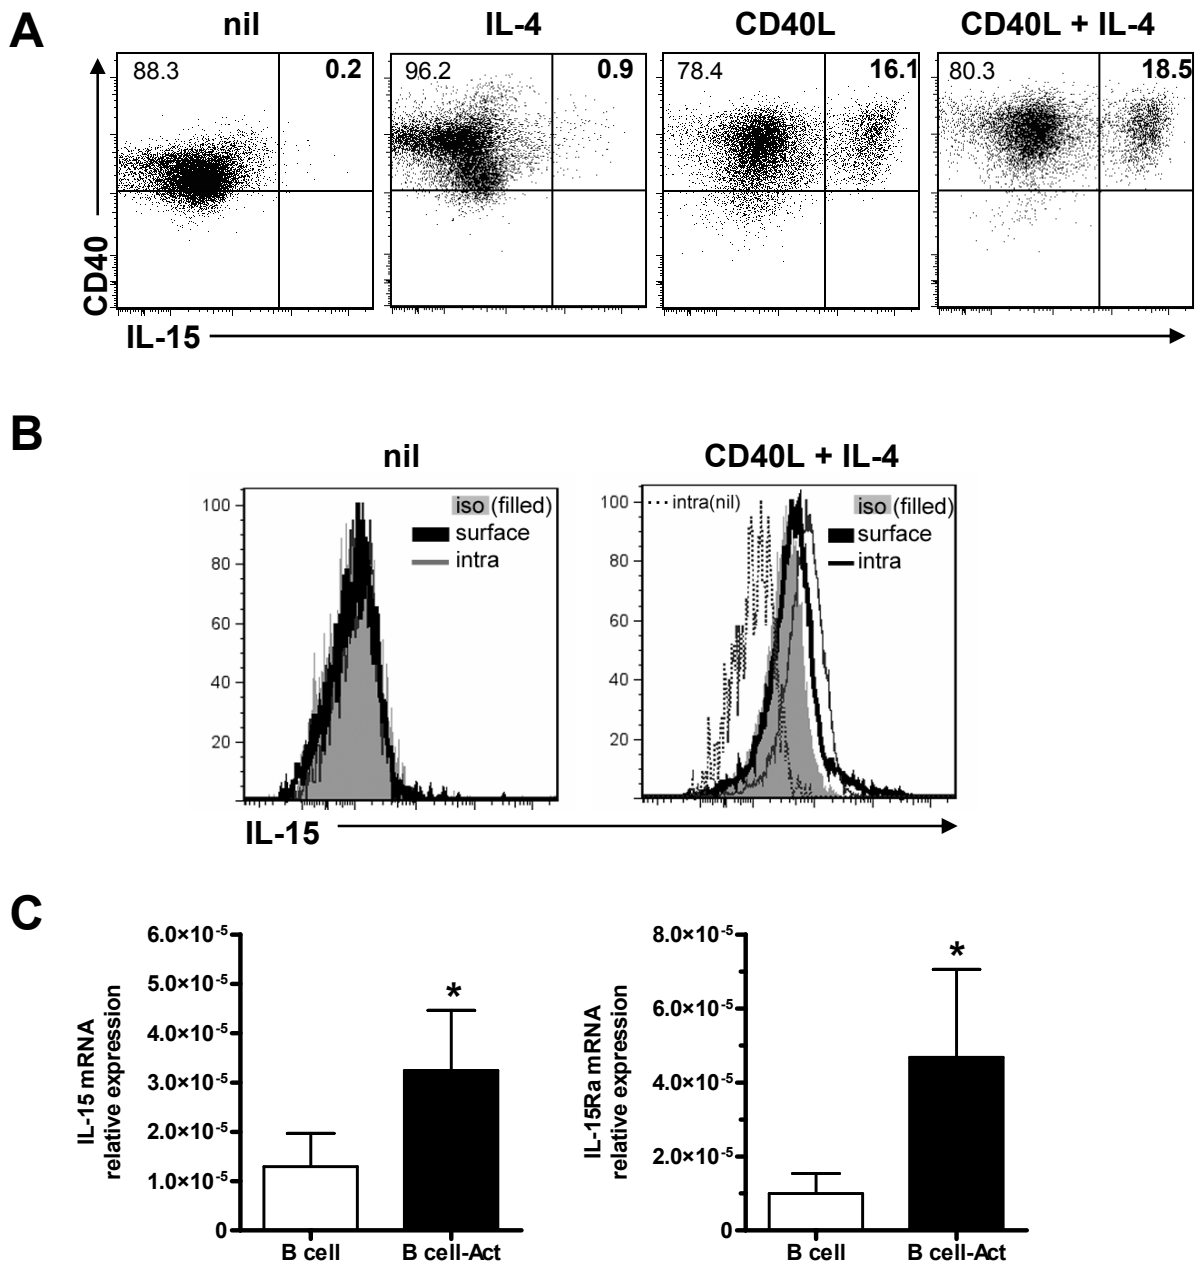 A
nil
IL-4
CD40L
CD40L + IL-4
88.3
0.2
96.2
0.9
78.4
16.1
80.3
18.5
CD40
IL-15
B
nil
CD40L + IL-4
100
80
60
40
20
iso (filled)
surface
intra
100
80
60
40
20
intra(nil)
iso (filled)
surface
intra
IL-15
C
IL-15 mRNA
relative expression
6.0×10⁻⁵
5.0×10⁻⁵
4.0×10⁻⁵
3.0×10⁻⁵
2.0×10⁻⁵
1.0×10⁻⁵
0
*
B cell
B cell-Act
IL-15Ra mRNA
relative expression
8.0×10⁻⁵
6.0×10⁻⁵
4.0×10⁻⁵
2.0×10⁻⁵
0
*
B cell
B cell-Act